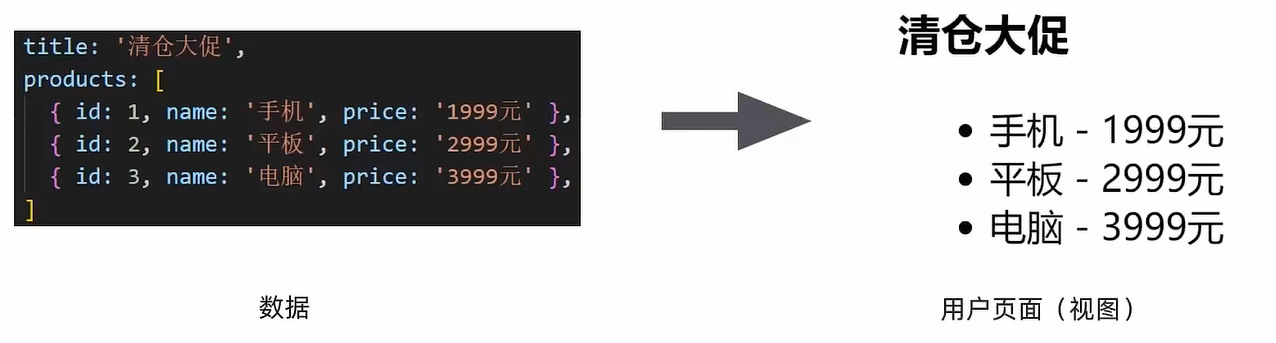 title: '清仓大促',
products: [
{ id: 1, name: '手机', price: '1999元' },
{ id: 2, name: '平板', price: '2999元' },
{ id: 3, name: '电脑', price: '3999元' },
]
数据
清仓大促
• 手机 - 1999元
• 平板 - 2999元
• 电脑 - 3999元
用户页面（视图）